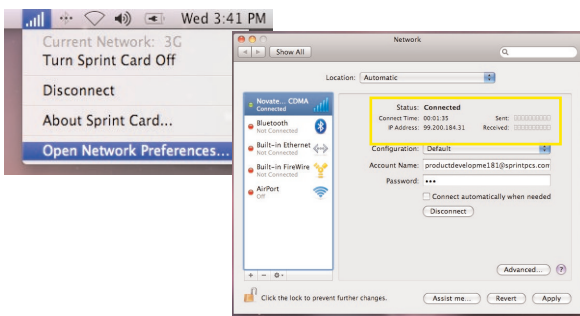 Wed 3:41 PM
Current Network: 3G
Turn Sprint Card Off
Disconnect
About Sprint Card...
Open Network Preferences...
Network
Show All
Location: Automatic
Novate... CDMA
Connected
Bluetooth
Not Connected
Built-in Ethernet
Not Connected
Built-in FireWire
Not Connected
AirPort
Off
Status: Connected
Connect Time: 00:01:35 Sent:
IP Address: 99.200.184.31 Received:
Configuration: Default
Account Name: productdevelopme181@sprintpcs.com
Password: •••
Connect automatically when needed
Disconnect
Advanced... ?
+ −
Click the lock to prevent further changes.
Assist me... Revert Apply